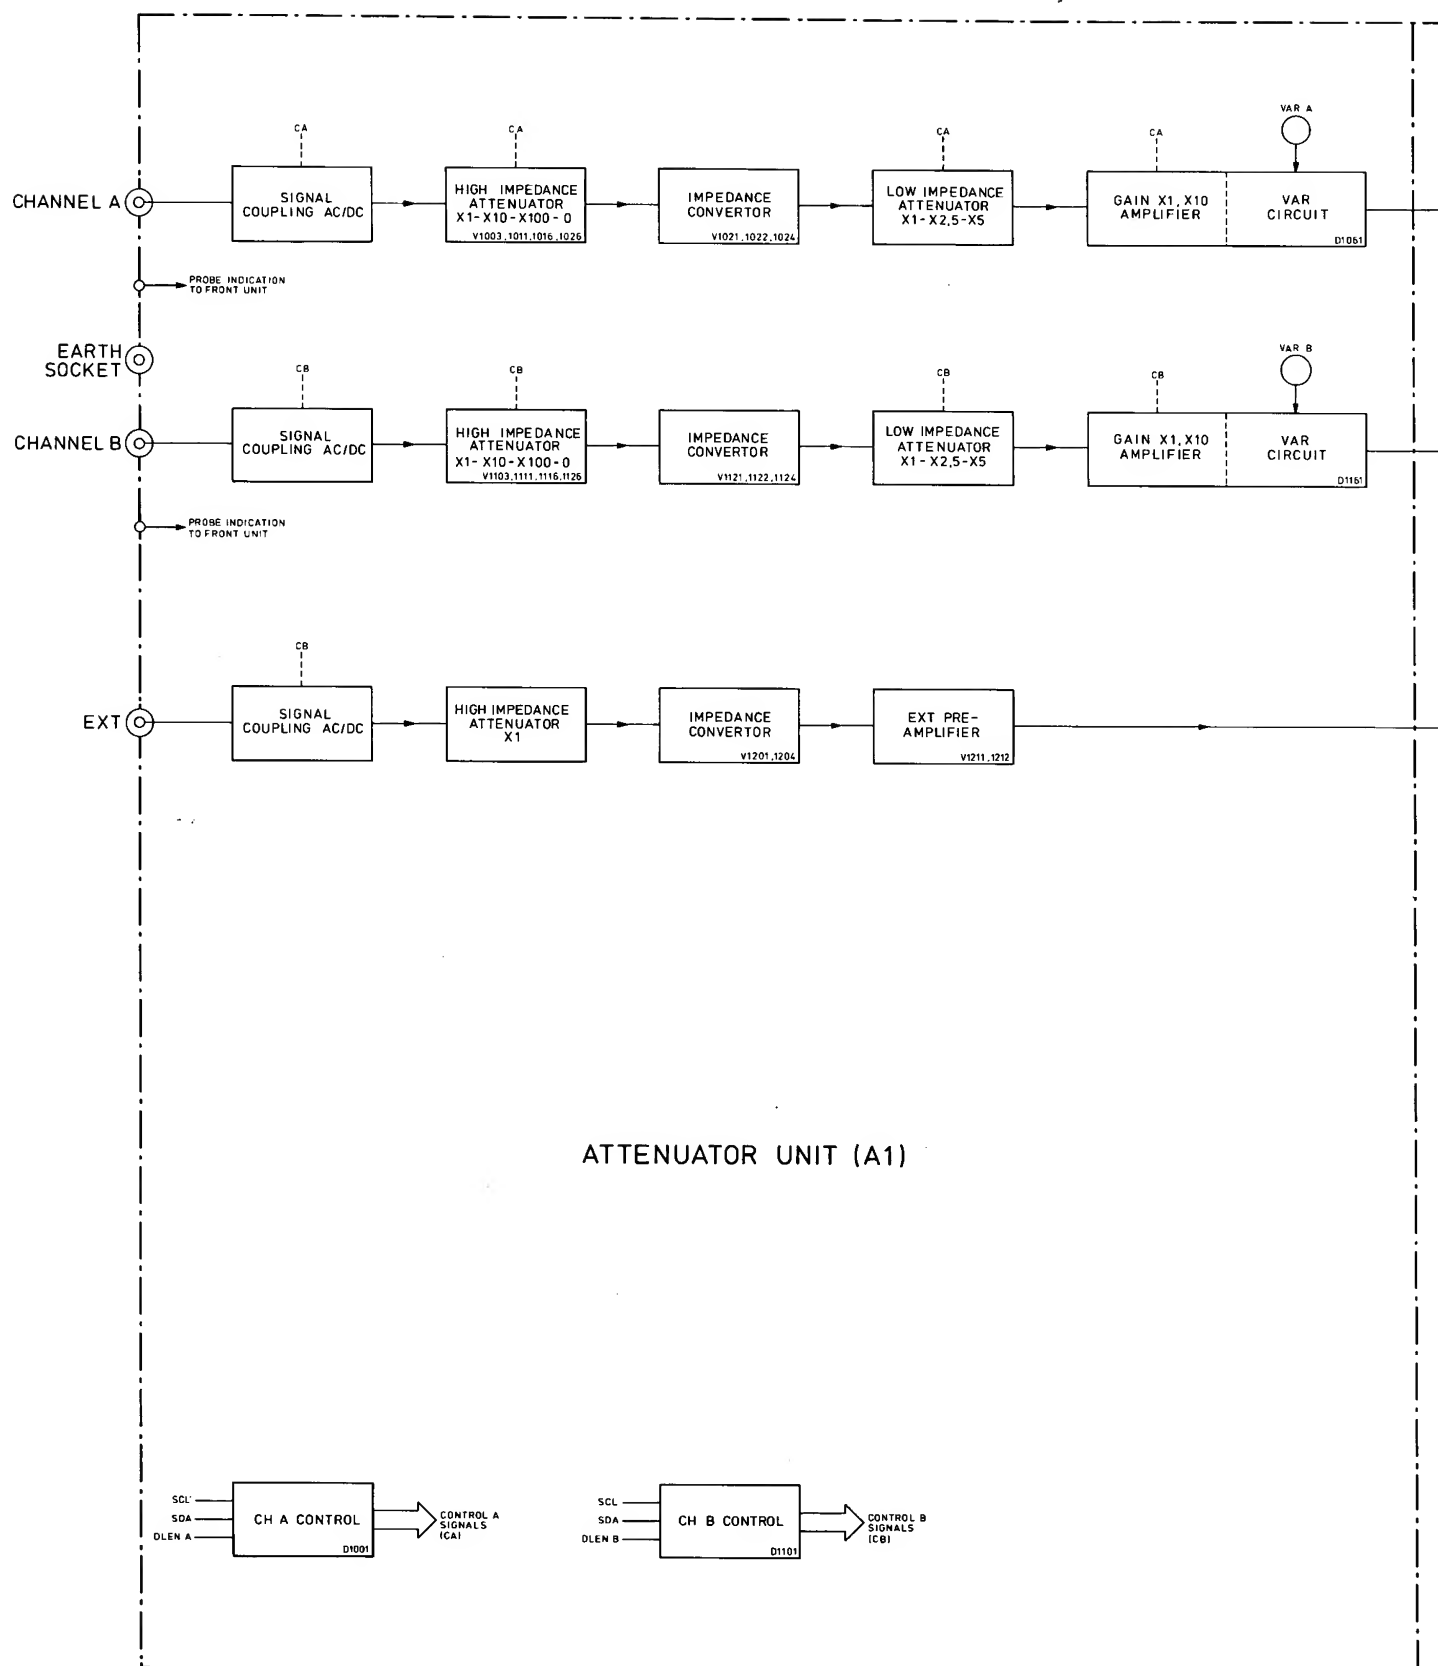 VAR A
CA
CA
CA
CA
CHANNEL A
SIGNAL
COUPLING AC/DC
HIGH IMPEDANCE
ATTENUATOR
X1-X10-X100-0
V1003,1011,1016,1026
IMPEDANCE
CONVERTOR
V1021,1022,1024
LOW IMPEDANCE
ATTENUATOR
X1-X2,5-X5
GAIN X1,X10
AMPLIFIER
VAR
CIRCUIT
D1061
PROBE INDICATION
TO FRONT UNIT
EARTH
SOCKET
VAR B
CB
CB
CB
CB
CHANNEL B
SIGNAL
COUPLING AC/DC
HIGH IMPEDANCE
ATTENUATOR
X1-X10-X100-0
V1103,1111,1116,1126
IMPEDANCE
CONVERTOR
V1121,1122,1124
LOW IMPEDANCE
ATTENUATOR
X1-X2,5-X5
GAIN X1,X10
AMPLIFIER
VAR
CIRCUIT
D1161
PROBE INDICATION
TO FRONT UNIT
CB
EXT
SIGNAL
COUPLING AC/DC
HIGH IMPEDANCE
ATTENUATOR
X1
IMPEDANCE
CONVERTOR
V1201,1204
EXT PRE-
AMPLIFIER
V1211,1212
ATTENUATOR UNIT (A1)
SCL
SDA
DLEN A
CH A CONTROL
D1001
CONTROL A
SIGNALS
(CA)
SCL
SDA
DLEN B
CH B CONTROL
D1101
CONTROL B
SIGNALS
(CB)